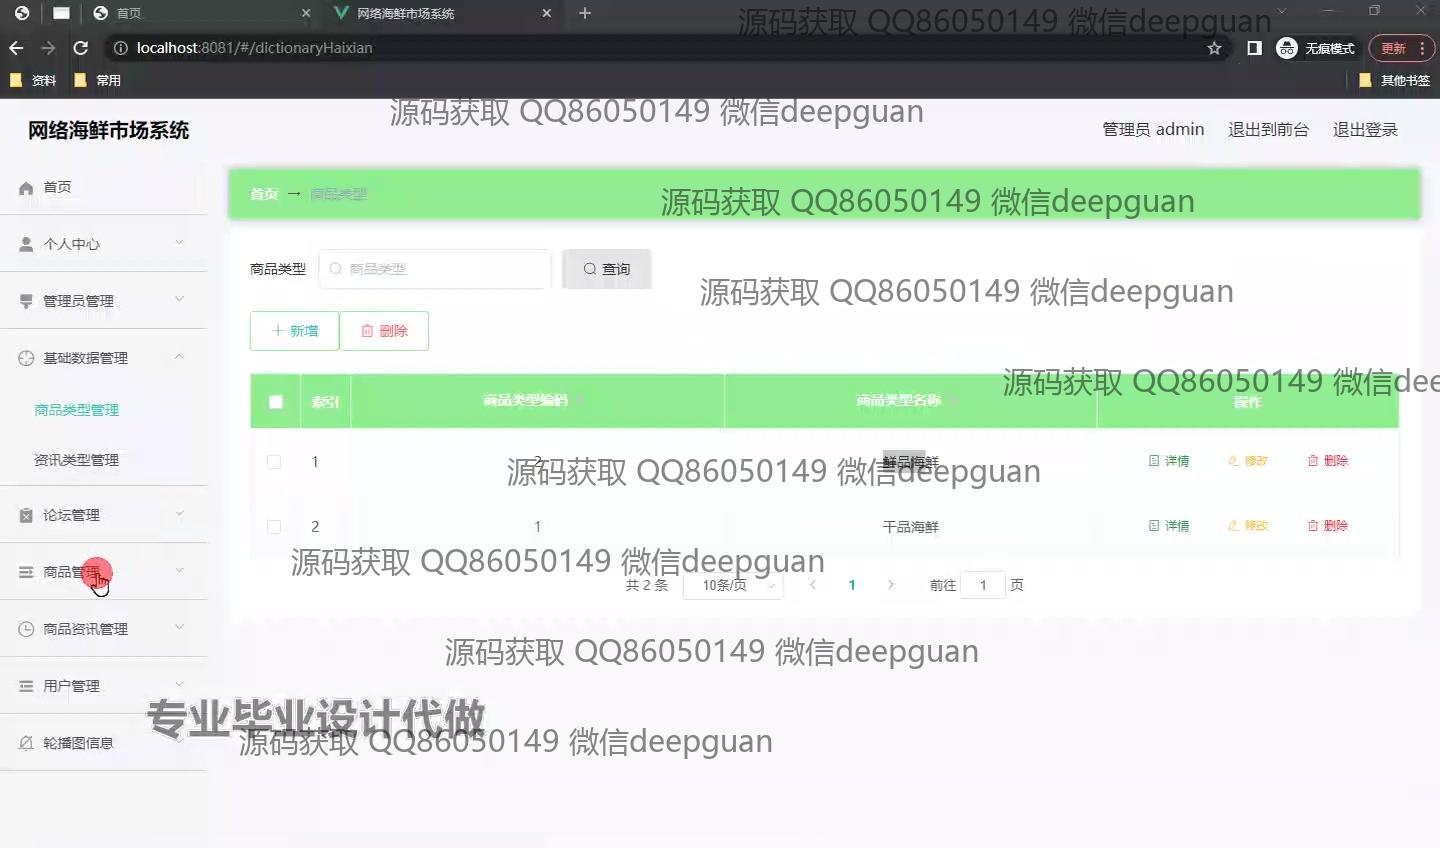 首页
网络海鲜市场系统
源码获取 QQ86050149 微信deepguan
localhost:8081/#/dictionaryHaixian
无痕模式
更新
资料
常用
其他书签
源码获取 QQ86050149 微信deepguan
网络海鲜市场系统
管理员 admin
退出到前台
退出登录
首页
首页 → 商品类型
源码获取 QQ86050149 微信deepguan
个人中心
商品类型
商品类型
查询
源码获取 QQ86050149 微信deepguan
管理员管理
新增
删除
基础数据管理
源码获取 QQ86050149 微信dee
索引
商品类型编码
商品类型名称
操作
商品类型管理
资讯类型管理
1
2
鲜品海鲜
详情
修改
删除
源码获取 QQ86050149 微信deepguan
论坛管理
2
1
干品海鲜
详情
修改
删除
源码获取 QQ86050149 微信deepguan
商品管理
共 2 条
10条/页
1
前往
1
页
商品资讯管理
源码获取 QQ86050149 微信deepguan
用户管理
专业毕业设计代做
轮播图信息
源码获取 QQ86050149 微信deepguan